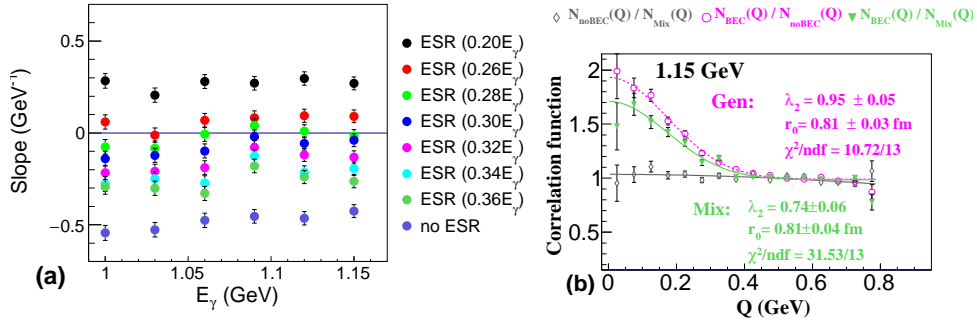 Slope (GeV⁻¹)
0.5
0
−0.5
1
1.05
1.1
1.15
E_γ (GeV)
(a)
ESR (0.20E_γ)
ESR (0.26E_γ)
ESR (0.28E_γ)
ESR (0.30E_γ)
ESR (0.32E_γ)
ESR (0.34E_γ)
ESR (0.36E_γ)
no ESR
N_noBEC(Q) / N_Mix(Q) N_BEC(Q) / N_noBEC(Q) N_BEC(Q) / N_Mix(Q)
Correlation function
2
1.5
1
0.5
1.15 GeV
Gen: λ₂ = 0.95 ± 0.05
r₀= 0.81 ± 0.03 fm
χ²/ndf = 10.72/13
Mix: λ₂ = 0.74±0.06
r₀ = 0.81±0.04 fm
χ²/ndf = 31.53/13
0
0.2
0.4
0.6
0.8
Q (GeV)
(b)